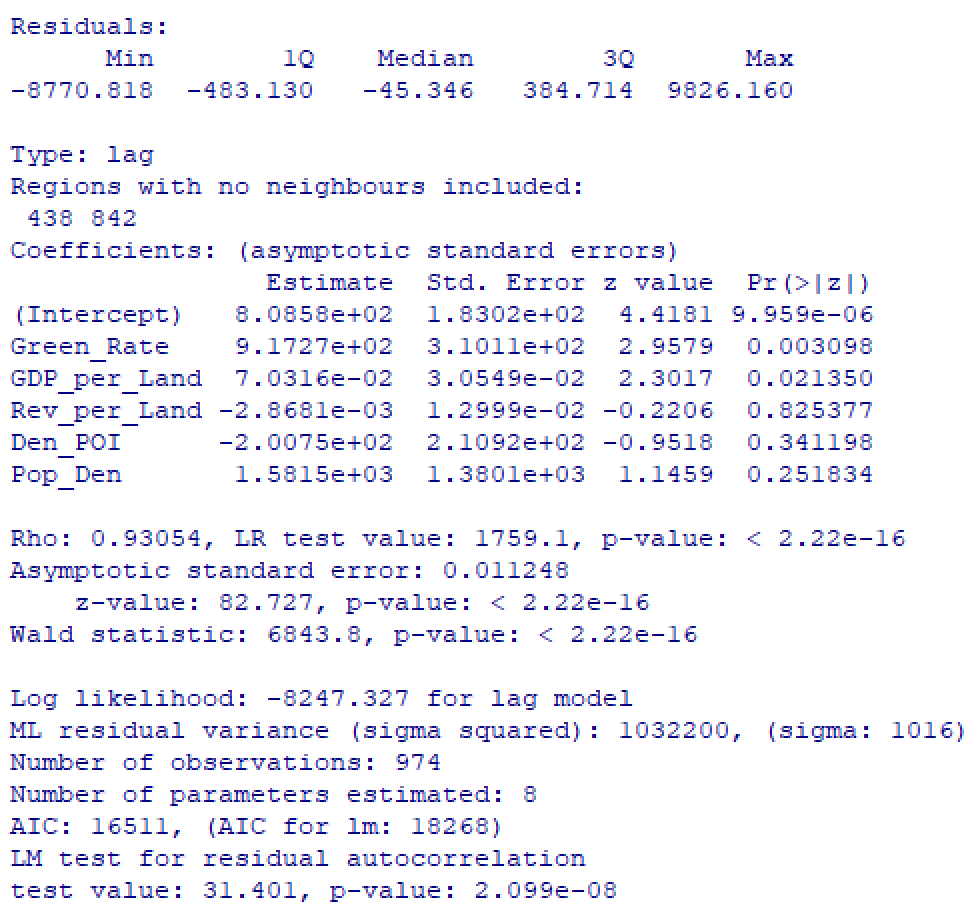 Residuals:
Min 1Q Median 3Q Max
-8770.818 -483.130 -45.346 384.714 9826.160
Type: lag
Regions with no neighbours included:
438 842
Coefficients: (asymptotic standard errors)
Estimate Std. Error z value Pr(>|z|)
(Intercept) 8.0858e+02 1.8302e+02 4.4181 9.959e-06
Green_Rate 9.1727e+02 3.1011e+02 2.9579 0.003098
GDP_per_Land 7.0316e-02 3.0549e-02 2.3017 0.021350
Rev_per_Land -2.8681e-03 1.2999e-02 -0.2206 0.825377
Den_POI -2.0075e+02 2.1092e+02 -0.9518 0.341198
Pop_Den 1.5815e+03 1.3801e+03 1.1459 0.251834
Rho: 0.93054, LR test value: 1759.1, p-value: < 2.22e-16
Asymptotic standard error: 0.011248
z-value: 82.727, p-value: < 2.22e-16
Wald statistic: 6843.8, p-value: < 2.22e-16
Log likelihood: -8247.327 for lag model
ML residual variance (sigma squared): 1032200, (sigma: 1016)
Number of observations: 974
Number of parameters estimated: 8
AIC: 16511, (AIC for lm: 18268)
LM test for residual autocorrelation
test value: 31.401, p-value: 2.099e-08